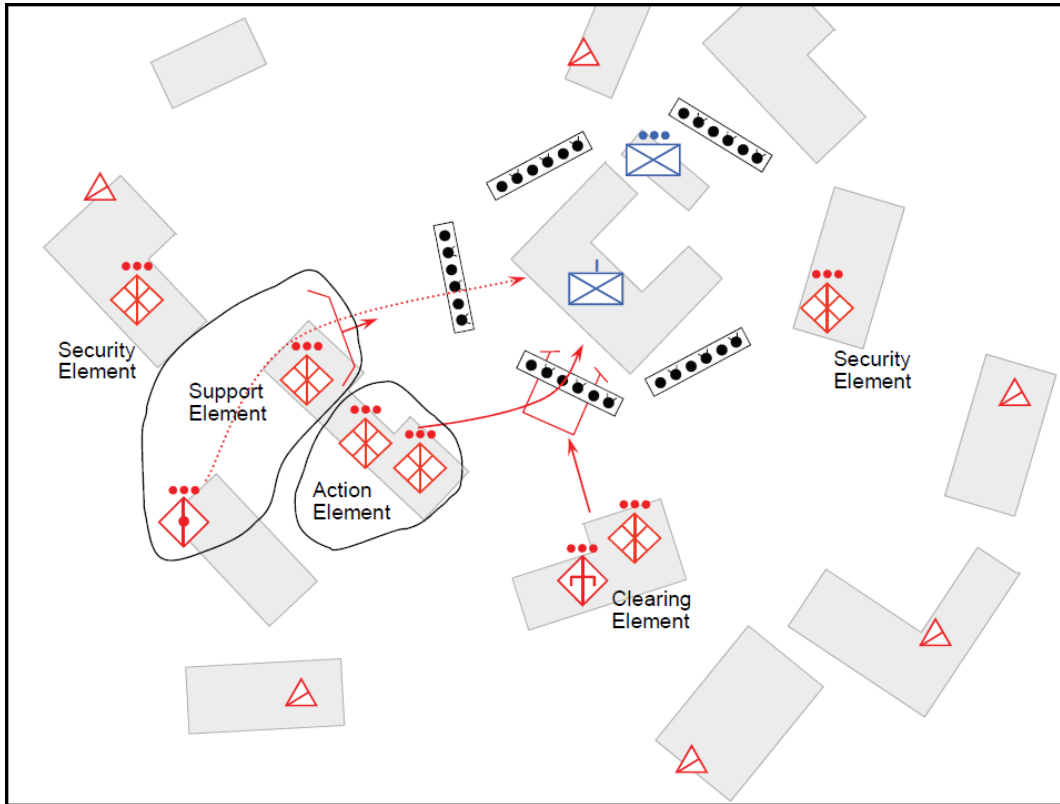 Security
Element
Support
Element
Security
Element
Action
Element
Clearing
Element